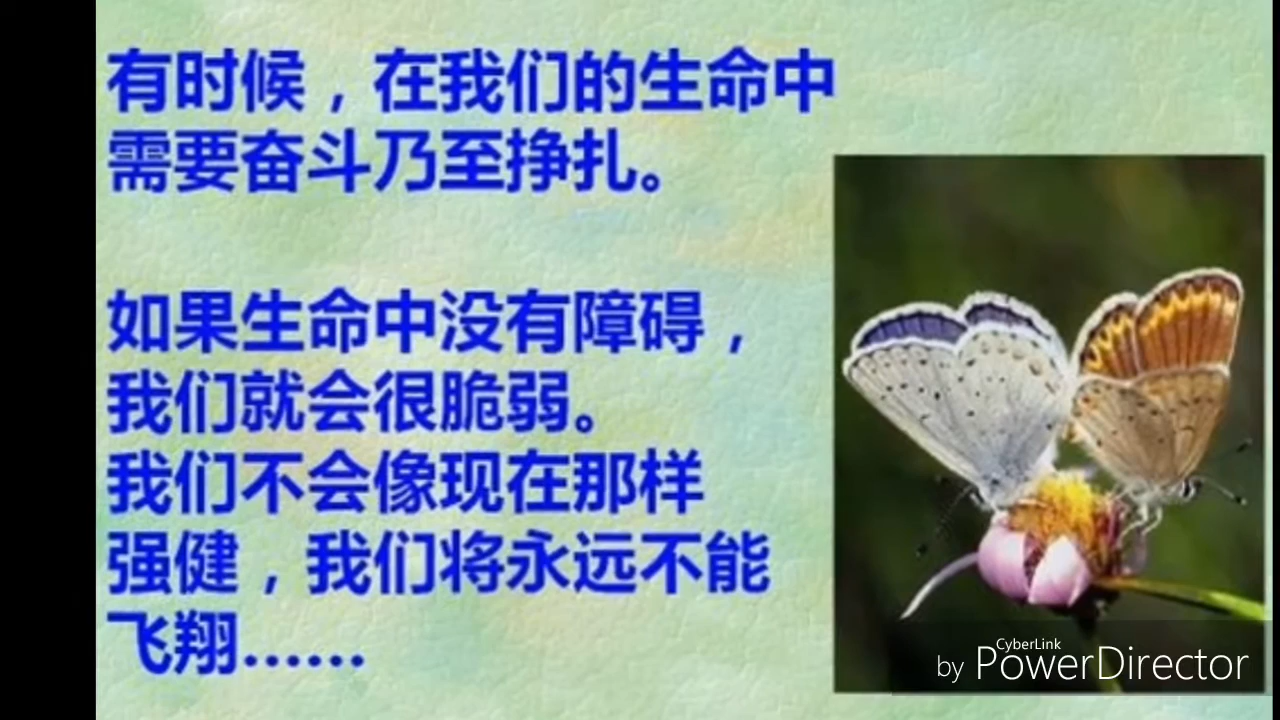 有时候，在我们的生命中
需要奋斗乃至挣扎。
如果生命中没有障碍，
我们就会很脆弱。
我们不会像现在那样
强健，我们将永远不能
飞翔……
CyberLink
by PowerDirector